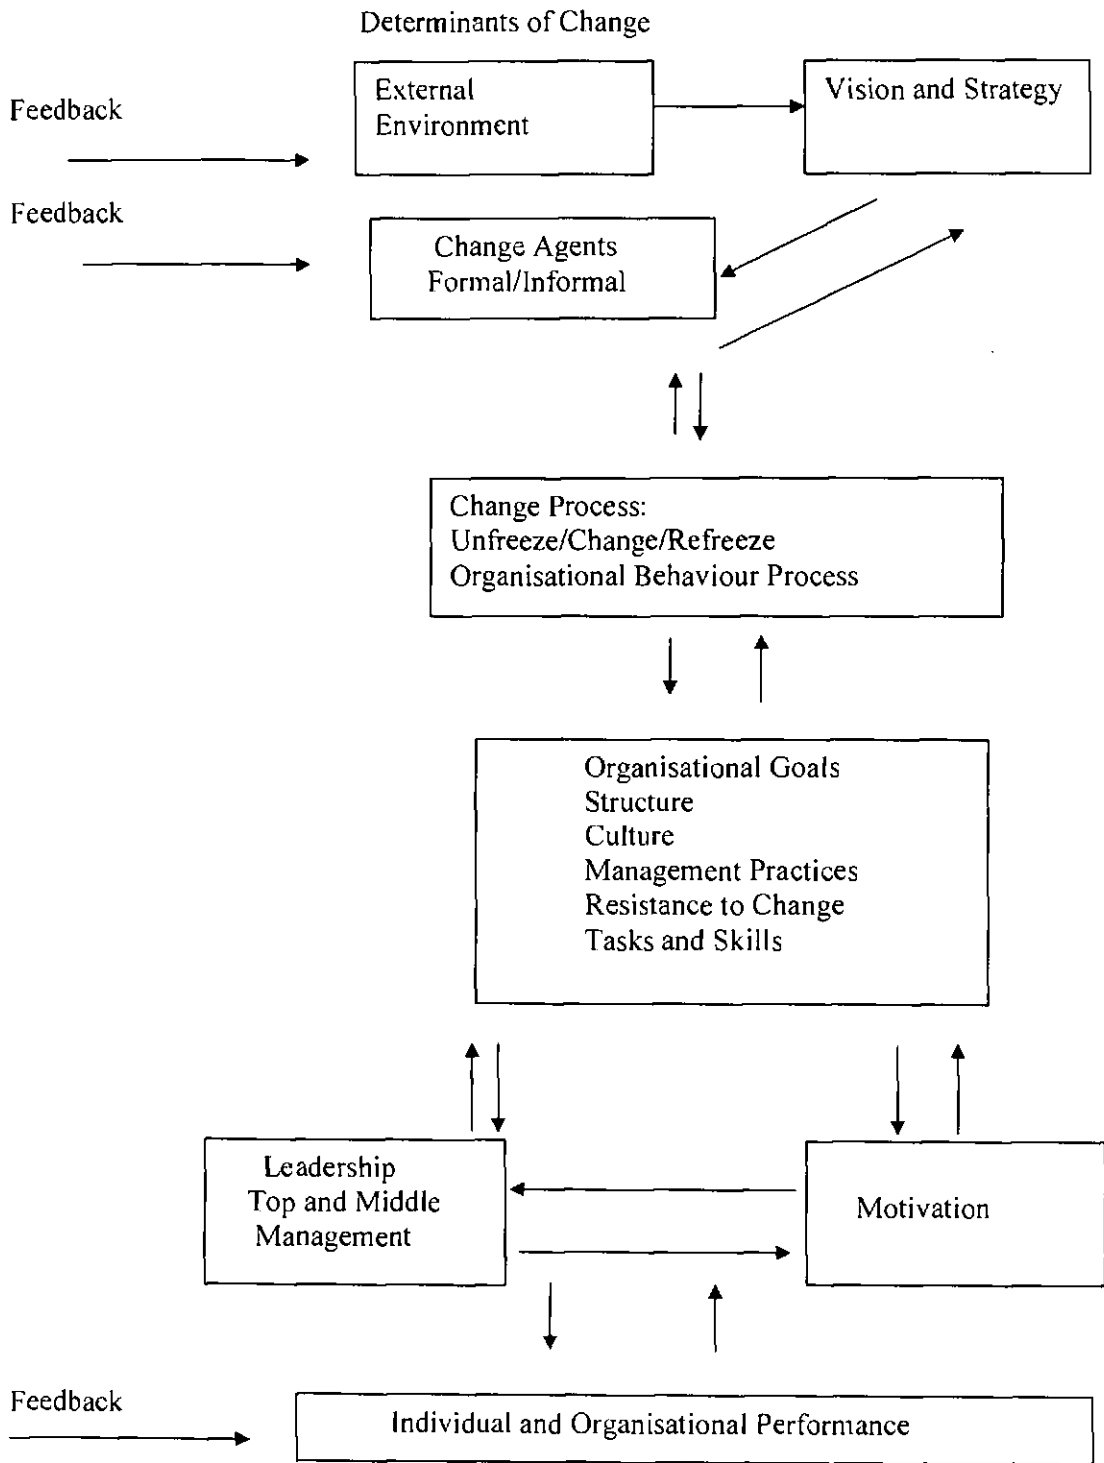 Determinants of Change
External
Environment
Vision and Strategy
Feedback
Feedback
Change Agents
Formal/Informal
Change Process:
Unfreeze/Change/Refreeze
Organisational Behaviour Process
Organisational Goals
Structure
Culture
Management Practices
Resistance to Change
Tasks and Skills
Leadership
Top and Middle
Management
Motivation
Feedback
Individual and Organisational Performance